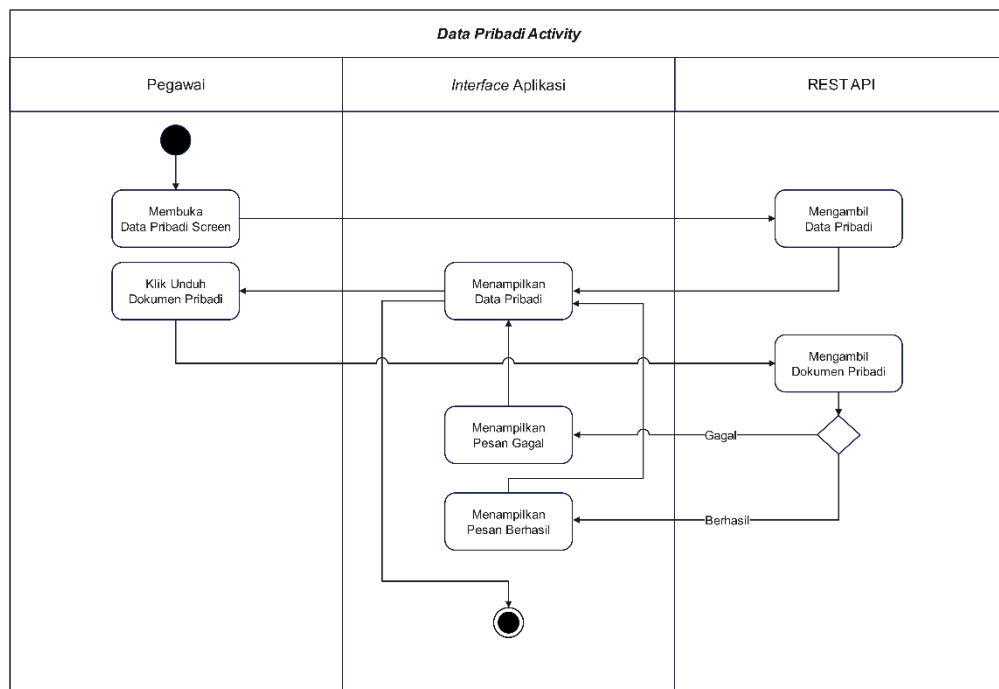 Data Pribadi Activity
Pegawai
Interface Aplikasi
REST API
Membuka
Data Pribadi Screen
Mengambil
Data Pribadi
Klik Unduh
Dokumen Pribadi
Menampilkan
Data Pribadi
Mengambil
Dokumen Pribadi
Menampilkan
Pesan Gagal
Gagal
Menampilkan
Pesan Berhasil
Berhasil